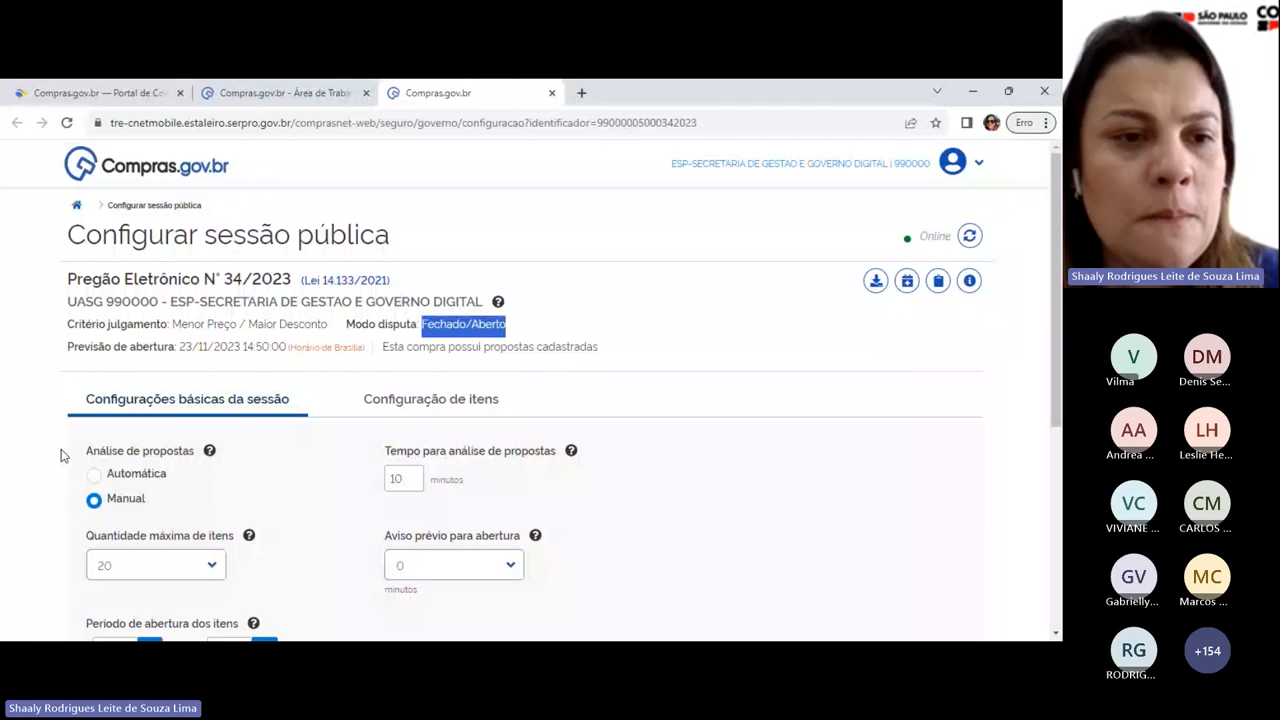 SÃO PAULO
CO
Compras.gov.br — Portal de Co
Compras.gov.br - Área de Traba
Compras.gov.br
tre-cnetmobile.estaleiro.serpro.gov.br/comprasnet-web/seguro/governo/configuracao?identificador=99000005000342023
Erro
Compras.gov.br
ESP-SECRETARIA DE GESTAO E GOVERNO DIGITAL | 990000
Configurar sessão pública
Configurar sessão pública
Online
Pregão Eletrônico N° 34/2023 (Lei 14.133/2021)
UASG 990000 - ESP-SECRETARIA DE GESTAO E GOVERNO DIGITAL
Critério julgamento: Menor Preço / Maior Desconto Modo disputa: Fechado/Aberto
Previsão de abertura: 23/11/2023 14:50:00 (Horário de Brasília) Esta compra possui propostas cadastradas
Configurações básicas da sessão Configuração de itens
Análise de propostas Tempo para análise de propostas
Automática
10 minutos
Manual
Quantidade máxima de itens Aviso prévio para abertura
20 0
minutos
Período de abertura dos itens
Shaaly Rodrigues Leite de Souza Lima
V DM
Vilma Denis Se...
AA LH
Andrea ... Leslie He...
VC CM
VIVIANE ... CARLOS ...
GV MC
Gabrielly... Marcos ...
RG +154
RODRIG...
Shaaly Rodrigues Leite de Souza Lima